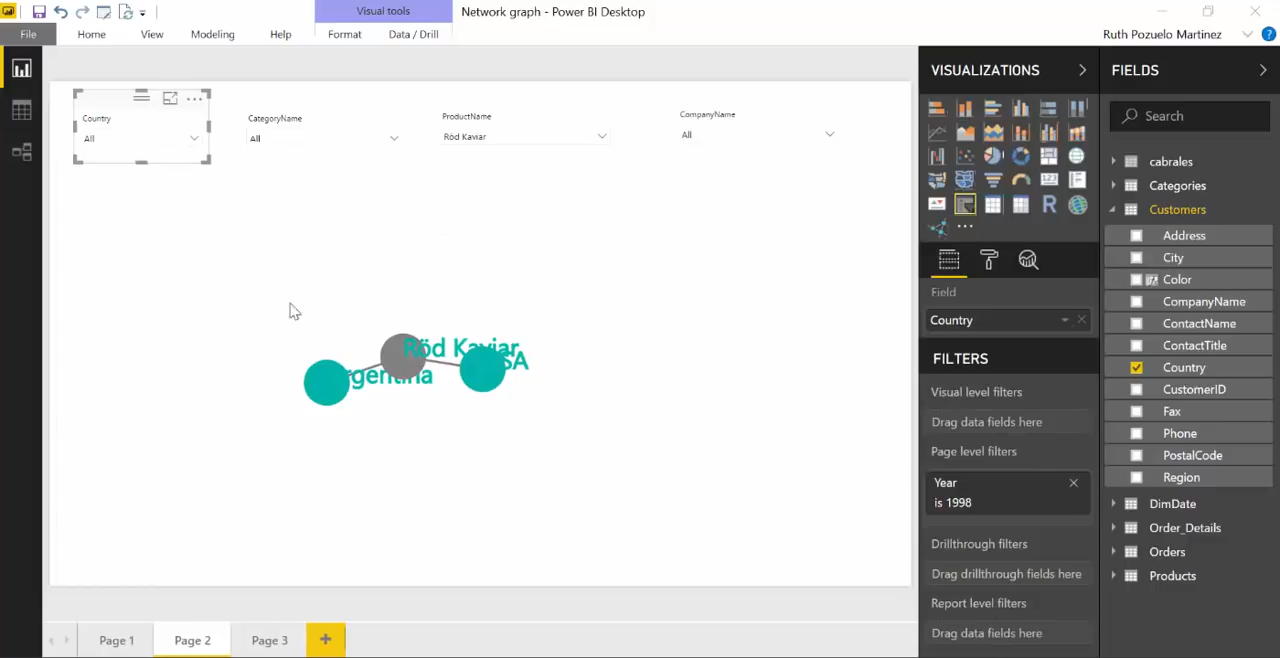 Visual tools
Network graph - Power BI Desktop
File
Home
View
Modeling
Help
Format
Data / Drill
Ruth Pozuelo Martinez
?
Country
All
CategoryName
All
ProductName
Röd Kaviar
CompanyName
All
Röd Kaviar
SA
rgentina
Page 1
Page 2
Page 3
+
VISUALIZATIONS
123
R
Field
Country
FILTERS
Visual level filters
Drag data fields here
Page level filters
Year
is 1998
Drillthrough filters
Drag drillthrough fields here
Report level filters
Drag data fields here
FIELDS
Search
cabrales
Categories
Customers
Address
City
Color
CompanyName
ContactName
ContactTitle
Country
CustomerID
Fax
Phone
PostalCode
Region
DimDate
Order_Details
Orders
Products